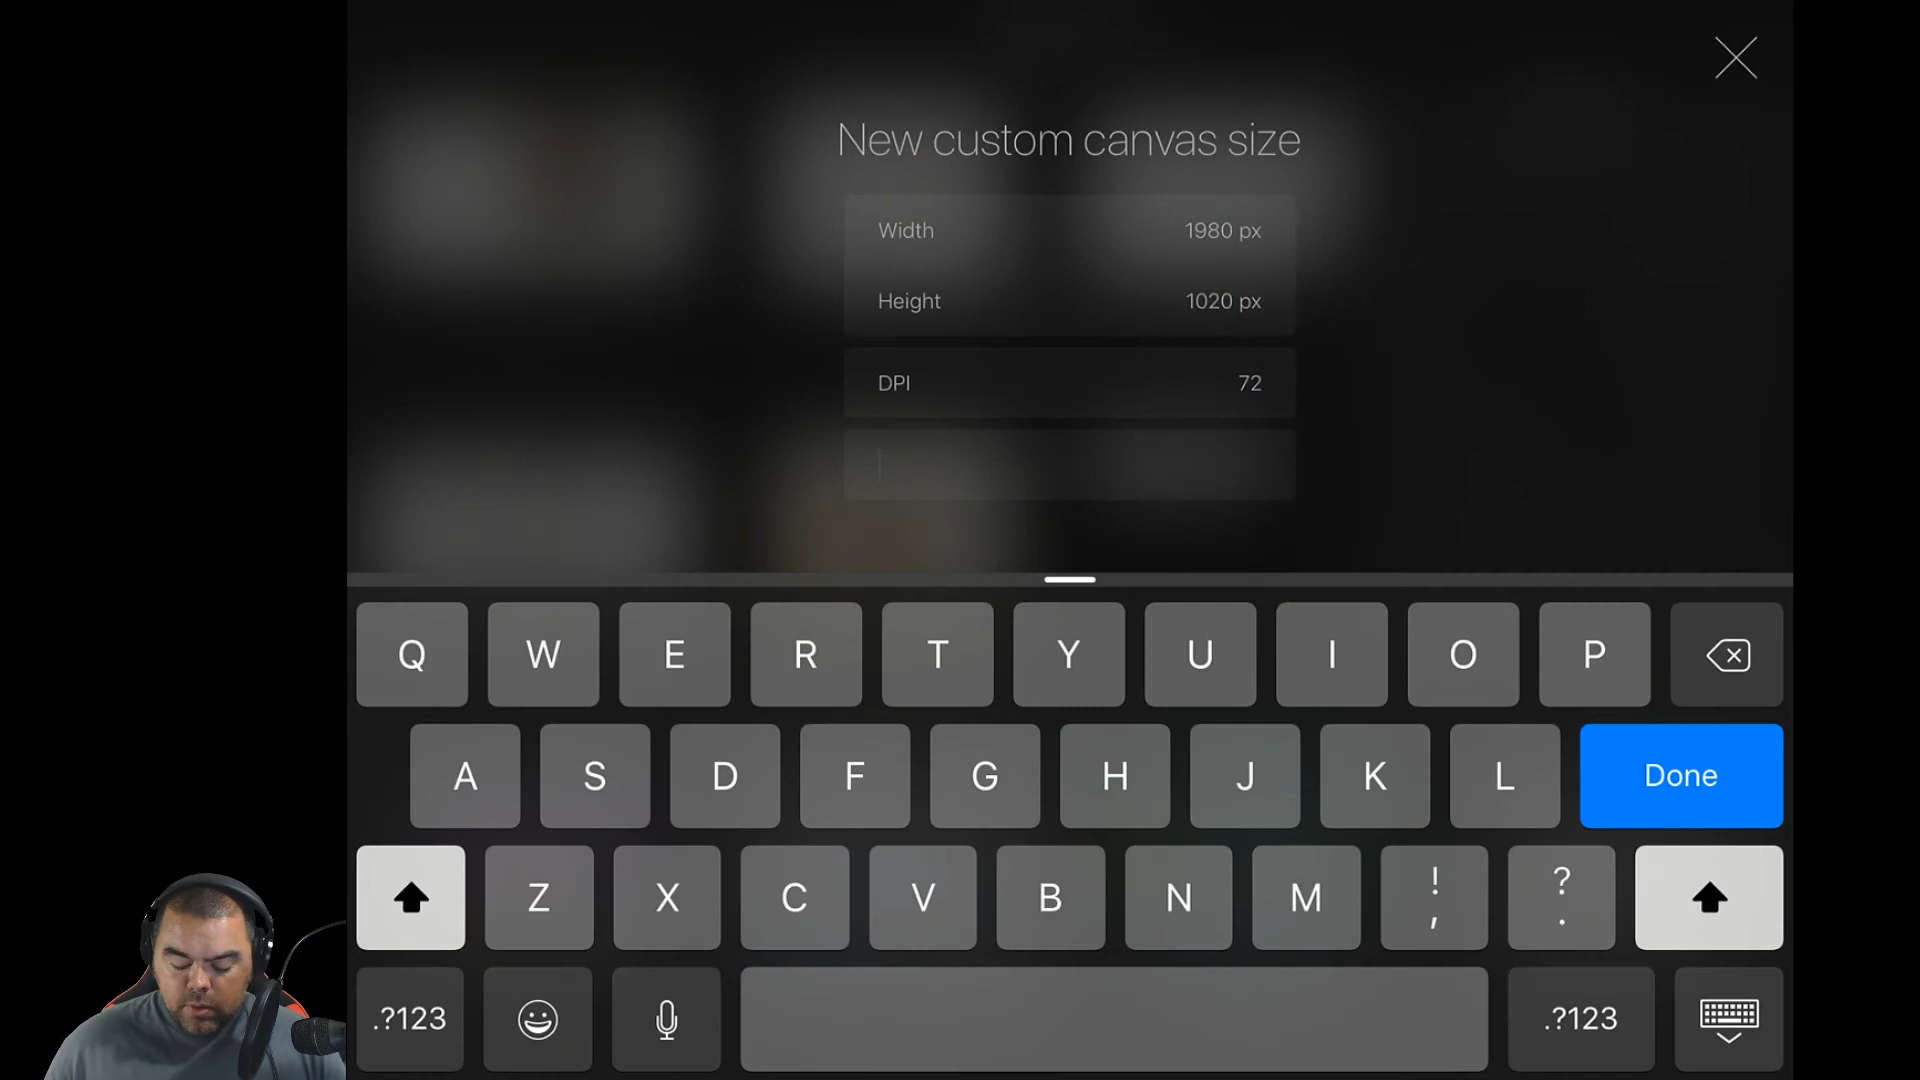 New custom canvas size
Width 1980 px
Height 1020 px
DPI 72
Q W E R T Y U I O P
A S D F G H J K L Done
Z X C V B N M ! , ? .
.?123 .?123